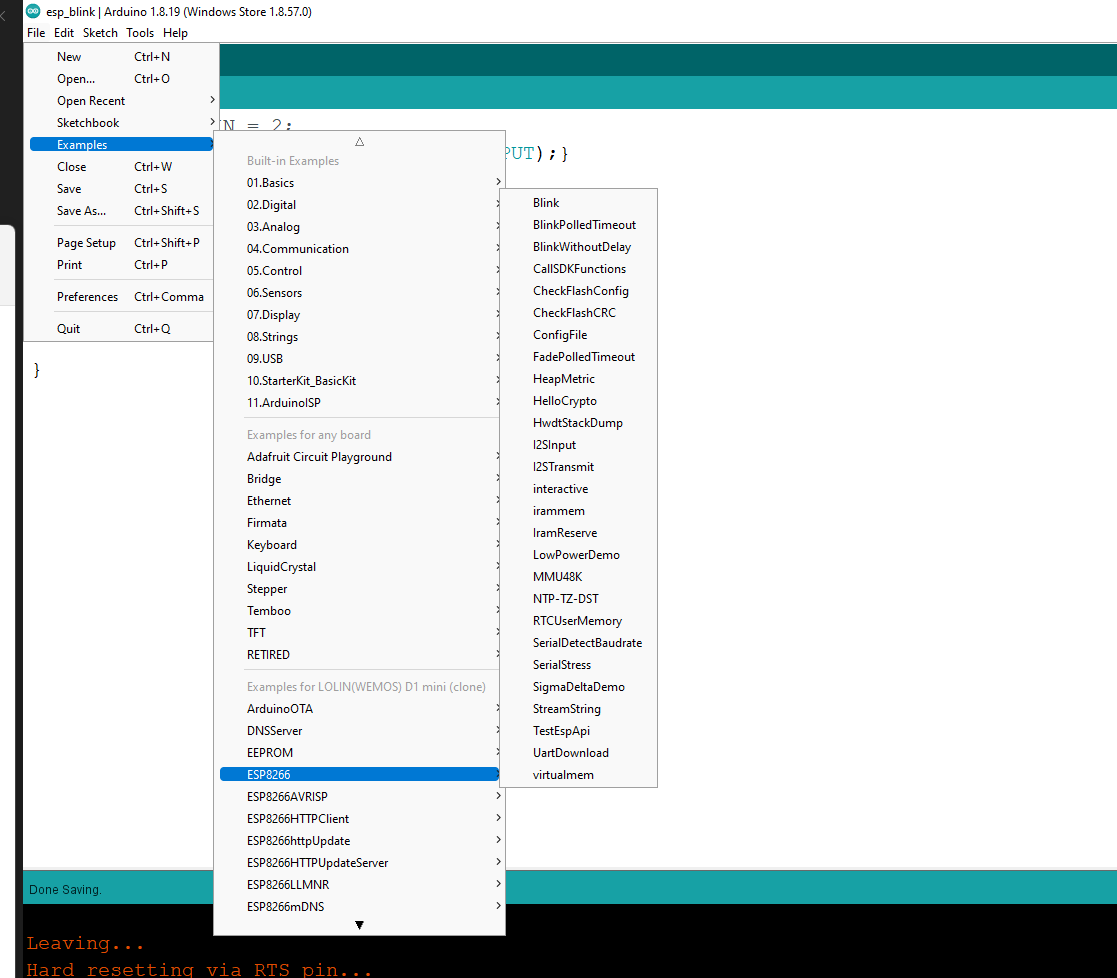 esp_blink | Arduino 1.8.19 (Windows Store 1.8.57.0)
File Edit Sketch Tools Help
New Ctrl+N
Open... Ctrl+O
Open Recent
Sketchbook
Examples
Close Ctrl+W
Save Ctrl+S
Save As... Ctrl+Shift+S
Page Setup Ctrl+Shift+P
Print Ctrl+P
Preferences Ctrl+Comma
Quit Ctrl+Q
N = 2;
PUT);}
}
Built-in Examples
01.Basics
02.Digital
03.Analog
04.Communication
05.Control
06.Sensors
07.Display
08.Strings
09.USB
10.StarterKit_BasicKit
11.ArduinoISP
Examples for any board
Adafruit Circuit Playground
Bridge
Ethernet
Firmata
Keyboard
LiquidCrystal
Stepper
Temboo
TFT
RETIRED
Examples for LOLIN(WEMOS) D1 mini (clone)
ArduinoOTA
DNSServer
EEPROM
ESP8266
ESP8266AVRISP
ESP8266HTTPClient
ESP8266httpUpdate
ESP8266HTTPUpdateServer
ESP8266LLMNR
ESP8266mDNS
Blink
BlinkPolledTimeout
BlinkWithoutDelay
CallSDKFunctions
CheckFlashConfig
CheckFlashCRC
ConfigFile
FadePolledTimeout
HeapMetric
HelloCrypto
HwdtStackDump
I2SInput
I2STransmit
interactive
irammem
IramReserve
LowPowerDemo
MMU48K
NTP-TZ-DST
RTCUserMemory
SerialDetectBaudrate
SerialStress
SigmaDeltaDemo
StreamString
TestEspApi
UartDownload
virtualmem
Done Saving.
Leaving...
Hard resetting via RTS pin...